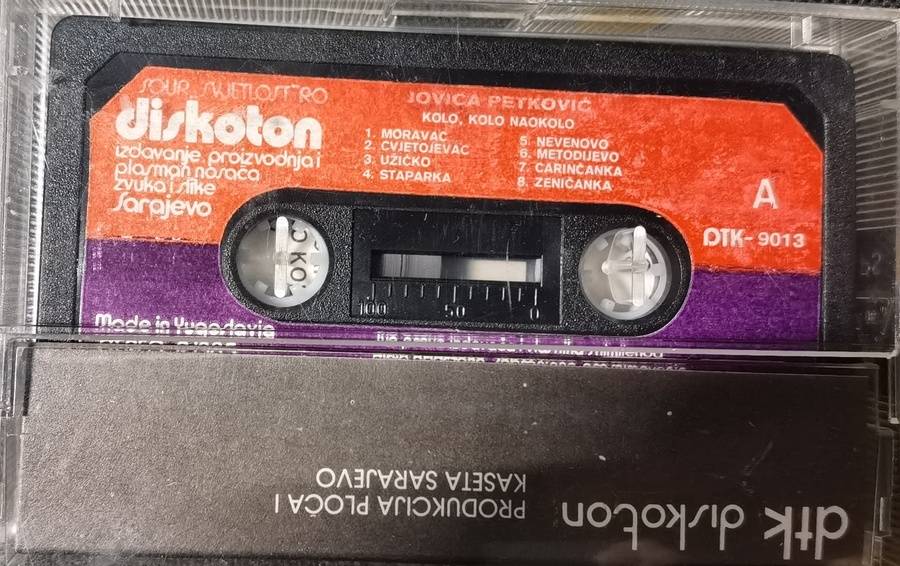 SOUR „SVJETLOST" RO
diskoton
izdavanje, proizvodnja i
plasman nosača
zvuka i slike
Sarajevo
JOVICA PETKOVIĆ
KOLO, KOLO NAOKOLO
1. MORAVAC
2. CVJETOJEVAC
3. UŽIČKO
4. STAPARKA
5. NEVENOVO
6. METODIJEVO
7. CARINČANKA
8. ZENIČANKA
A
DTK-9013
100 50 0
Made in Yugoslavia
dtk diskoton
PRODUKCIJA PLOČA I
KASETA SARAJEVO